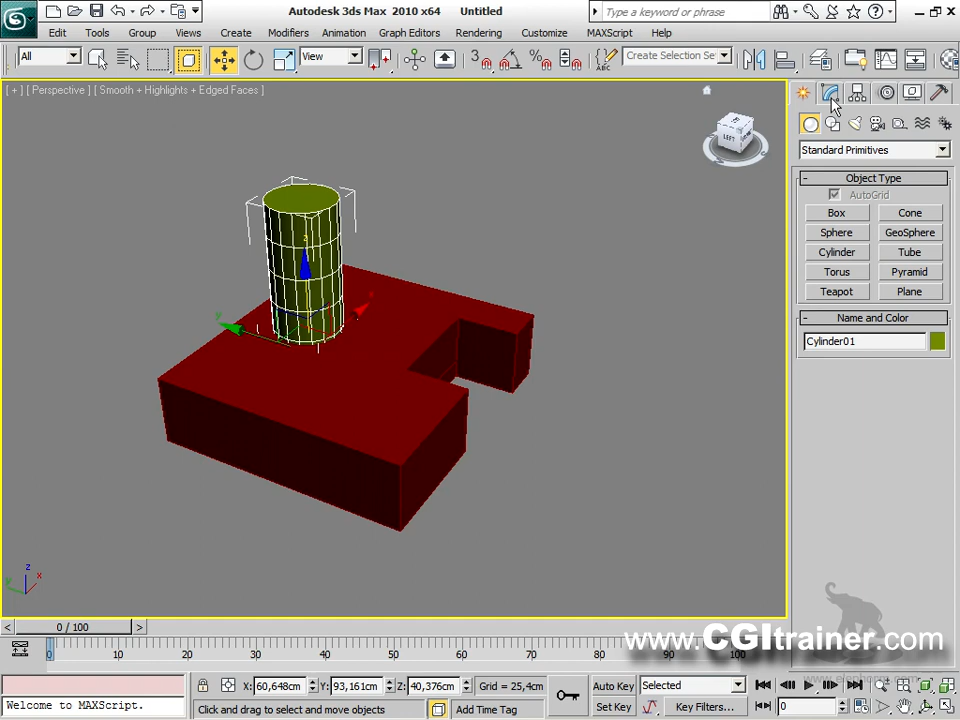 Autodesk 3ds Max 2010 x64 Untitled
Type a keyword or phrase
Edit Tools Group Views Create Modifiers Animation Graph Editors Rendering Customize MAXScript Help
All View 3 Create Selection Se
[ + ] [ Perspective ] [ Smooth + Highlights + Edged Faces ]
LEFT
Standard Primitives
- Object Type
AutoGrid
Box Cone
Sphere GeoSphere
Cylinder Tube
Torus Pyramid
Teapot Plane
- Name and Color
Cylinder01
z
x
y
z
x
y
< 0 / 100 >
0 10 20 30 40 50 60 70 80 90 100
www.CGItrainer.com
X: 60,648cm Y: 93,161cm Z: 40,376cm Grid = 25,4cm Auto Key Selected
Welcome to MAXScript. Click and drag to select and move objects Add Time Tag Set Key Key Filters... 0